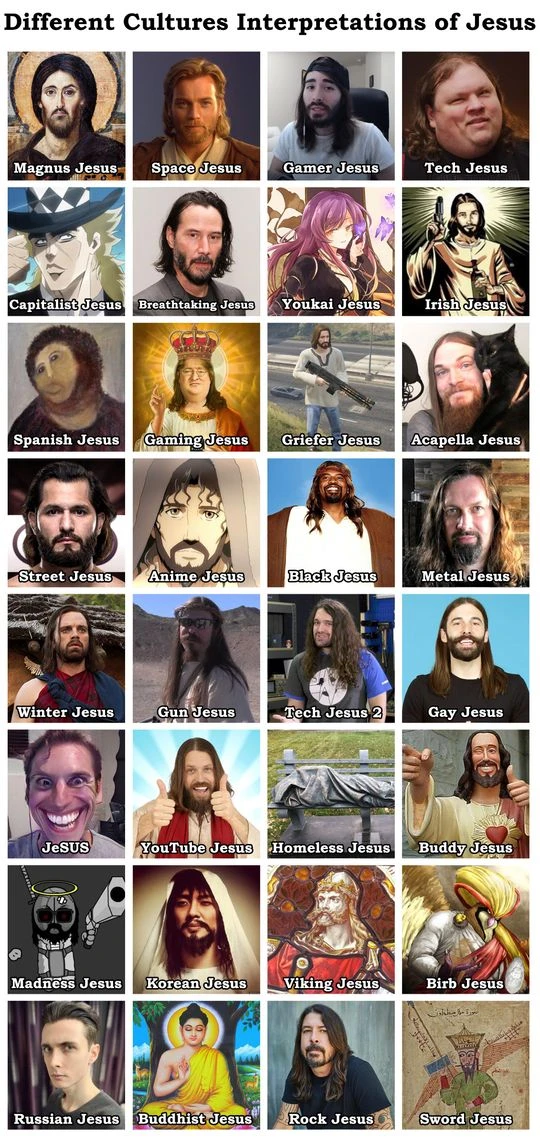 Different Cultures Interpretations of Jesus
Magnus Jesus
Space Jesus
Gamer Jesus
Tech Jesus
Capitalist Jesus
Breathtaking Jesus
Youkai Jesus
Irish Jesus
Spanish Jesus
Gaming Jesus
Griefer Jesus
Acapella Jesus
Street Jesus
Anime Jesus
Black Jesus
Metal Jesus
Winter Jesus
Gun Jesus
Tech Jesus 2
Gay Jesus
JeSUS
YouTube Jesus
Homeless Jesus
Buddy Jesus
Madness Jesus
Korean Jesus
Viking Jesus
Birb Jesus
Russian Jesus
Buddhist Jesus
Rock Jesus
Sword Jesus